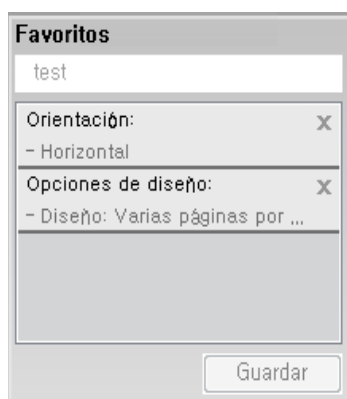 Favoritos
test
Orientación: X
- Horizontal
Opciones de diseño: X
- Diseño: Varias páginas por ...
Guardar